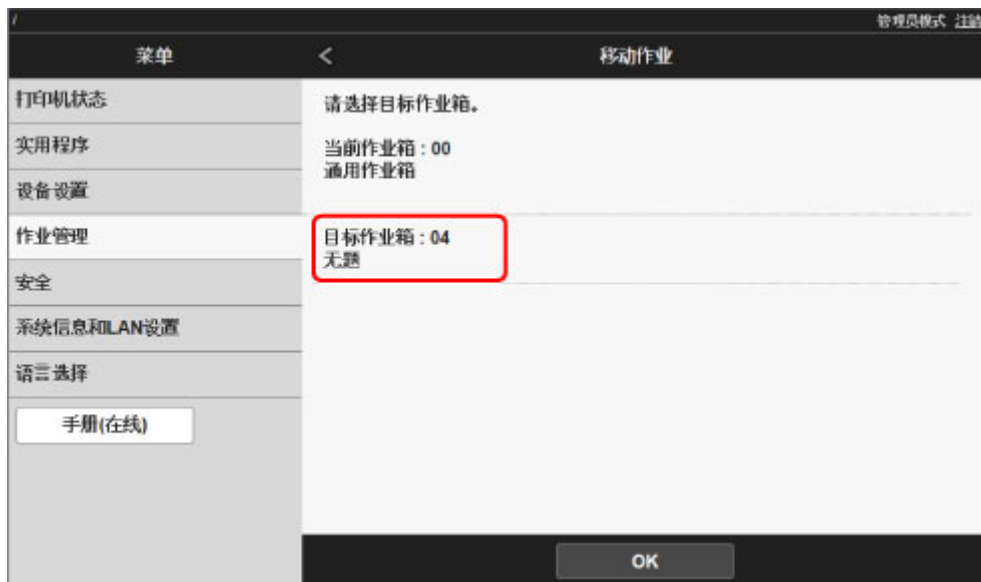 /
管理员模式 注销
菜单
<
移动作业
打印机状态
实用程序
设备设置
作业管理
安全
系统信息和LAN设置
语言选择
手册(在线)
请选择目标作业箱。
当前作业箱 : 00
通用作业箱
目标作业箱 : 04
无题
OK